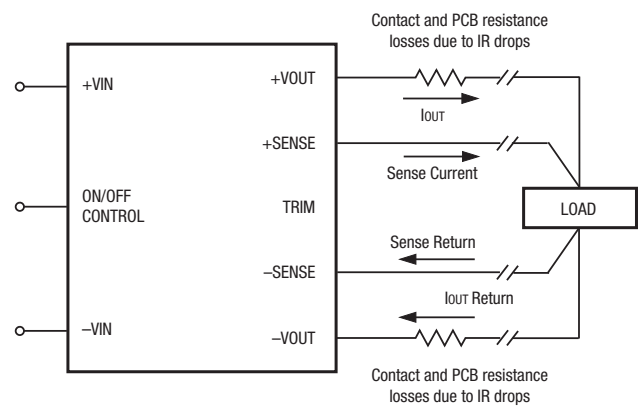 Contact and PCB resistance
losses due to IR drops
+VIN
+VOUT
IOUT
+SENSE
Sense Current
ON/OFF
CONTROL
TRIM
LOAD
Sense Return
–SENSE
IOUT Return
–VIN
–VOUT
Contact and PCB resistance
losses due to IR drops